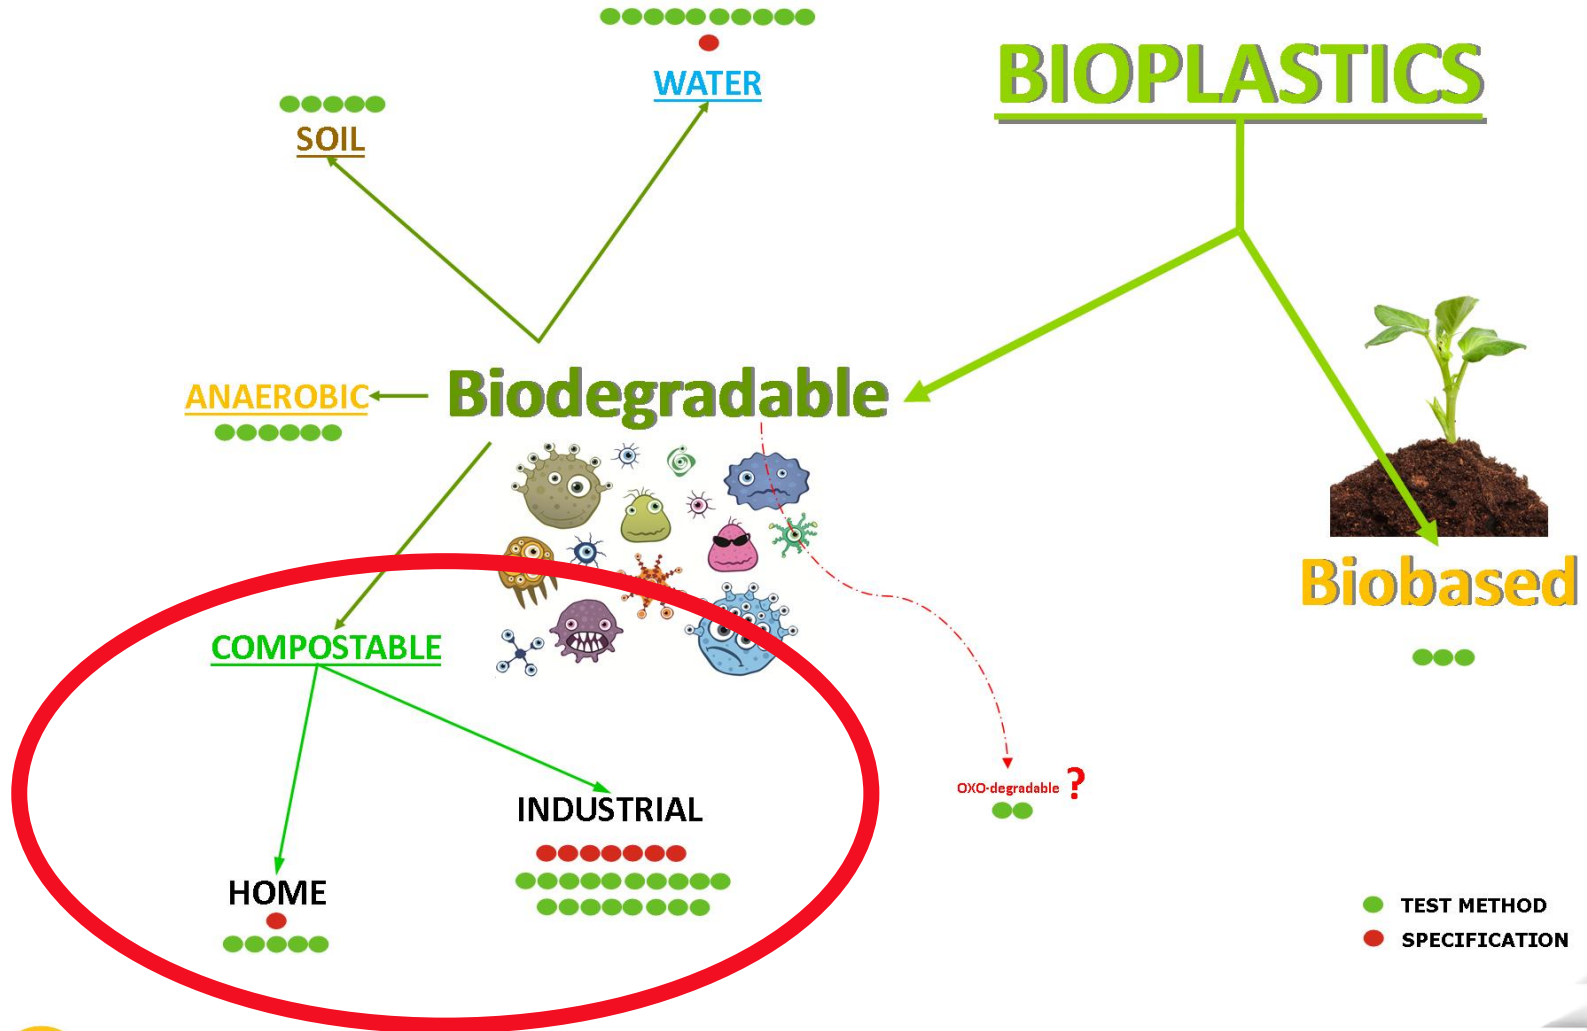 BIOPLASTICS
WATER
SOIL
Biodegradable
ANAEROBIC
Biobased
COMPOSTABLE
OXO-degradable ?
INDUSTRIAL
HOME
TEST METHOD
SPECIFICATION